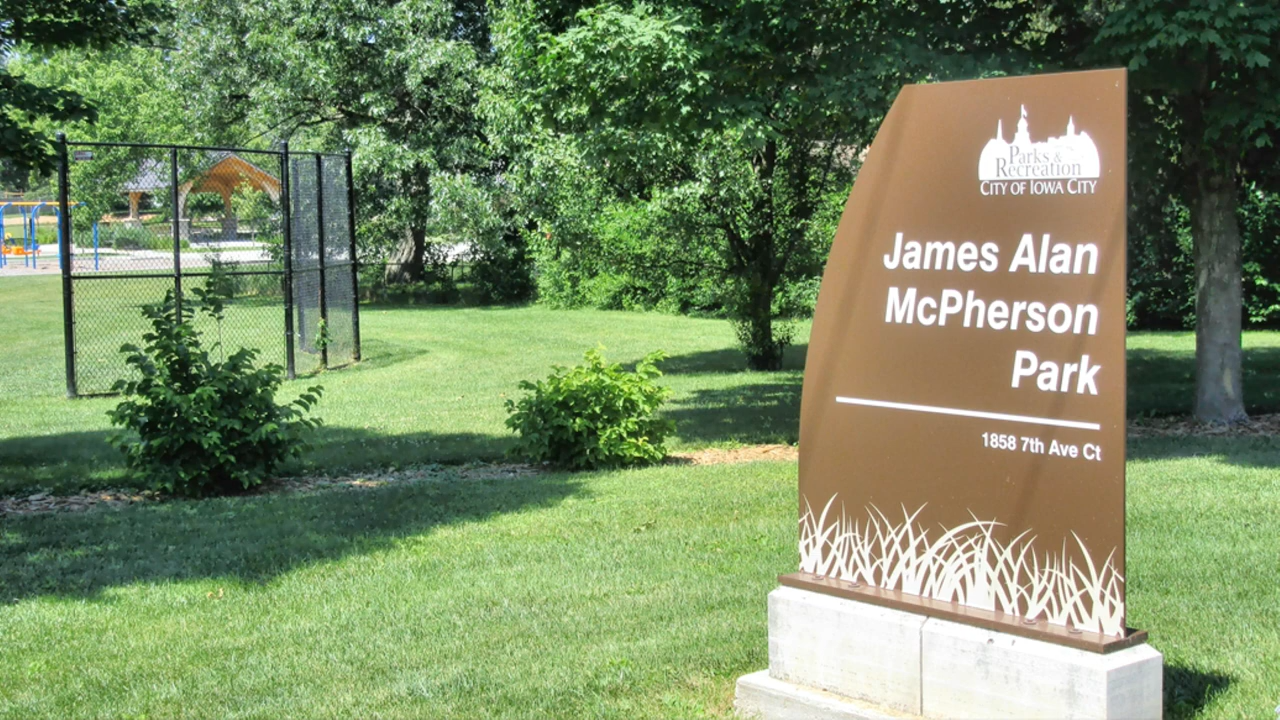 Parks &
Recreation
CITY OF IOWA CITY
James Alan
McPherson
Park
1858 7th Ave Ct